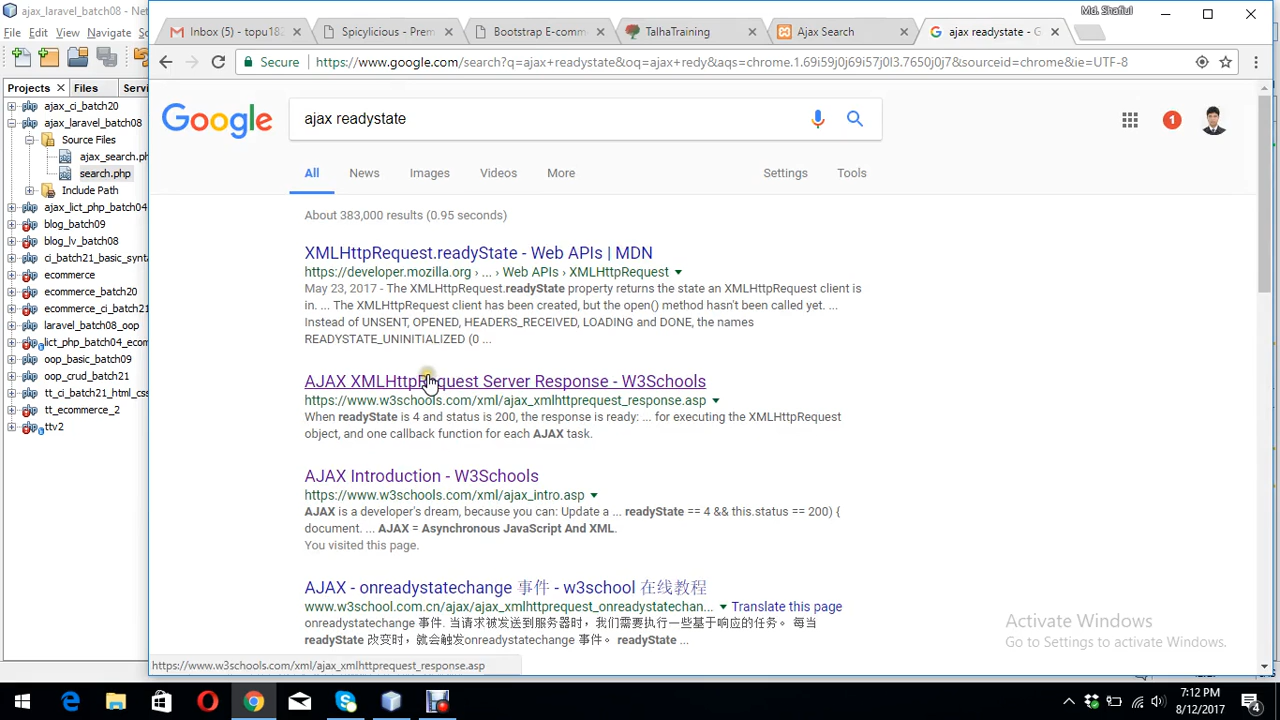 ajax_laravel_batch08
Md. Shafiul
File
Edit
View
Navigate
Inbox (5) - topu182
Spicylicious - Prem
Bootstrap E-comm
TalhaTraining
Ajax Search
ajax readystate - G
Secure
https://www.google.com/search?q=ajax+readystate&oq=ajax+redy&aqs=chrome.1.69i59j0j69i57j0l3.7650j0j7&sourceid=chrome&ie=UTF-8
Projects
Files
Servi
ajax_ci_batch20
ajax_laravel_batch08
Source Files
ajax_search.ph
search.php
Include Path
ajax_lict_php_batch04
blog_batch09
blog_lv_batch08
ci_batch21_basic_synta
ecommerce
ecommerce_batch20
ecommerce_ci_batch21
laravel_batch08_oop
lict_php_batch04_ecom
oop_basic_batch09
oop_crud_batch21
tt_ci_batch21_html_css
tt_ecommerce_2
ttv2
Google
ajax readystate
1
All
News
Images
Videos
More
Settings
Tools
About 383,000 results (0.95 seconds)
XMLHttpRequest.readyState - Web APIs | MDN
https://developer.mozilla.org › ... › Web APIs › XMLHttpRequest
May 23, 2017 - The XMLHttpRequest.readyState property returns the state an XMLHttpRequest client is
in. ... The XMLHttpRequest client has been created, but the open() method hasn't been called yet. ...
Instead of UNSENT, OPENED, HEADERS_RECEIVED, LOADING and DONE, the names
READYSTATE_UNINITIALIZED (0 ...
AJAX XMLHttpRequest Server Response - W3Schools
https://www.w3schools.com/xml/ajax_xmlhttprequest_response.asp
When readyState is 4 and status is 200, the response is ready: ... for executing the XMLHttpRequest
object, and one callback function for each AJAX task.
AJAX Introduction - W3Schools
https://www.w3schools.com/xml/ajax_intro.asp
AJAX is a developer's dream, because you can: Update a ... readyState == 4 && this.status == 200) {
document. ... AJAX = Asynchronous JavaScript And XML.
You visited this page.
AJAX - onreadystatechange 事件 - w3school 在线教程
www.w3school.com.cn/ajax/ajax_xmlhttprequest_onreadystatechan... Translate this page
onreadystatechange 事件. 当请求被发送到服务器时，我们需要执行一些基于响应的任务。 每当
readyState 改变时，就会触发onreadystatechange 事件。 readyState ...
Activate Windows
Go to Settings to activate Windows.
https://www.w3schools.com/xml/ajax_xmlhttprequest_response.asp
7:12 PM
8/12/2017
4